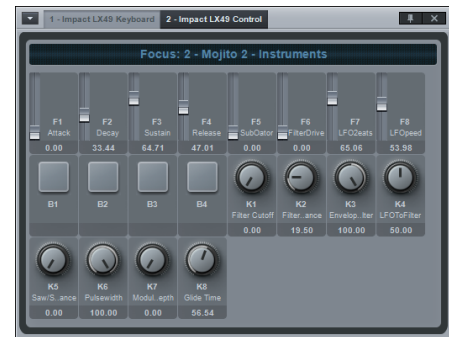 1 - Impact LX49 Keyboard 2 - Impact LX49 Control
Focus: 2 - Mojito 2 - Instruments
F1 F2 F3 F4 F5 F6 F7 F8
Attack Decay Sustain Release SubOator FilterDrive LFO2eats LFOpeed
0.00 33.44 64.71 47.01 0.00 0.00 65.06 53.98
B1 B2 B3 B4 K1 K2 K3 K4
Filter Cutoff Filter..ance Envelop..lter LFOToFilter
0.00 19.50 100.00 50.00
K5 K6 K7 K8
Saw/S..ance Pulsewidth Modul..epth Glide Time
0.00 100.00 0.00 56.54